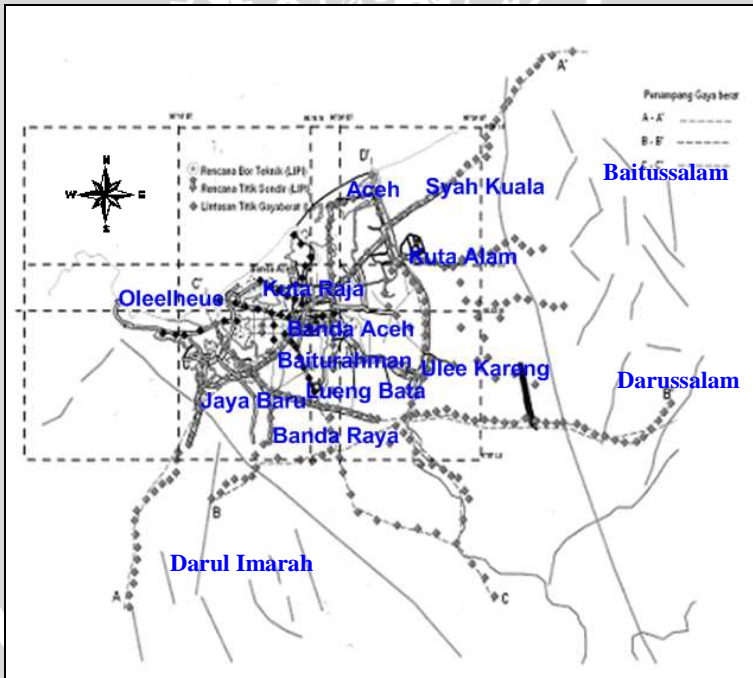 A'
Penampang Gaya berat
A - A'
B - B'
C - C'
D'
Baitussalam
N
W E
S
Rencana Bor Teknik (LIPI)
Rencana Titik Sondir (LIPI)
Lintasan Titik Gayaberat (
Aceh
Syah Kuala
Kuta Alam
C'
Kuta Raja
Oleelheue
Banda Aceh
Baiturahman
Ulee Kareng
Darussalam
Lueng Bata
Jaya Baru
B'
Banda Raya
B
Darul Imarah
A
C